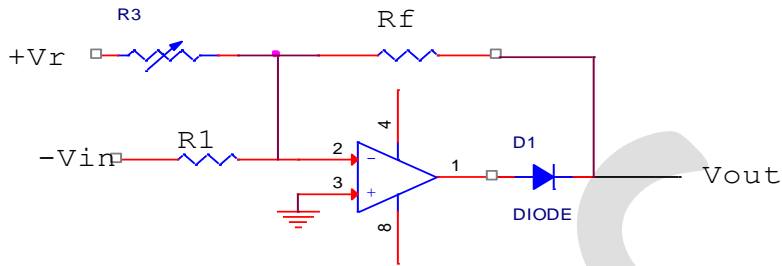 R3
Rf
+Vr
4
D1
R1
-Vin
2
-
1
3
+
Vout
DIODE
8